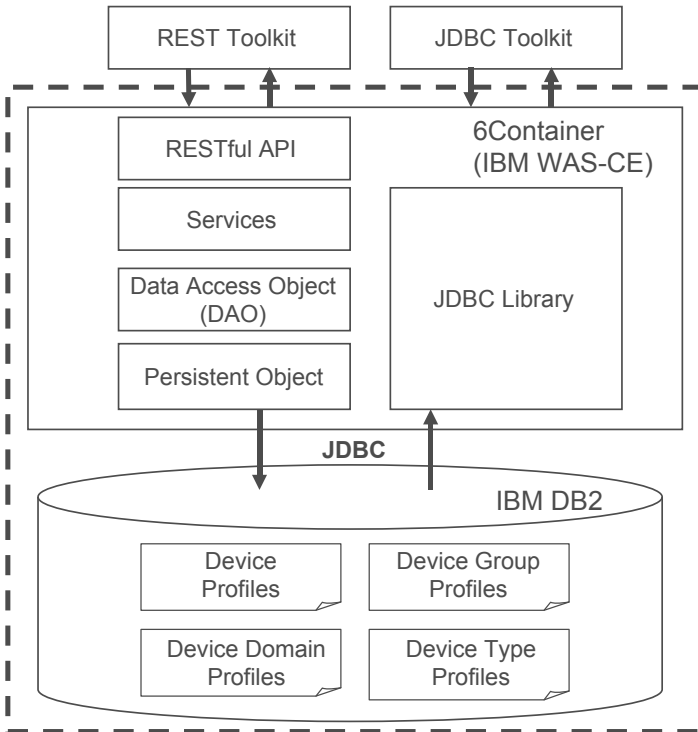 REST Toolkit
JDBC Toolkit
RESTful API
6Container
(IBM WAS-CE)
Services
Data Access Object
(DAO)
JDBC Library
Persistent Object
JDBC
IBM DB2
Device
Profiles
Device Group
Profiles
Device Domain
Profiles
Device Type
Profiles